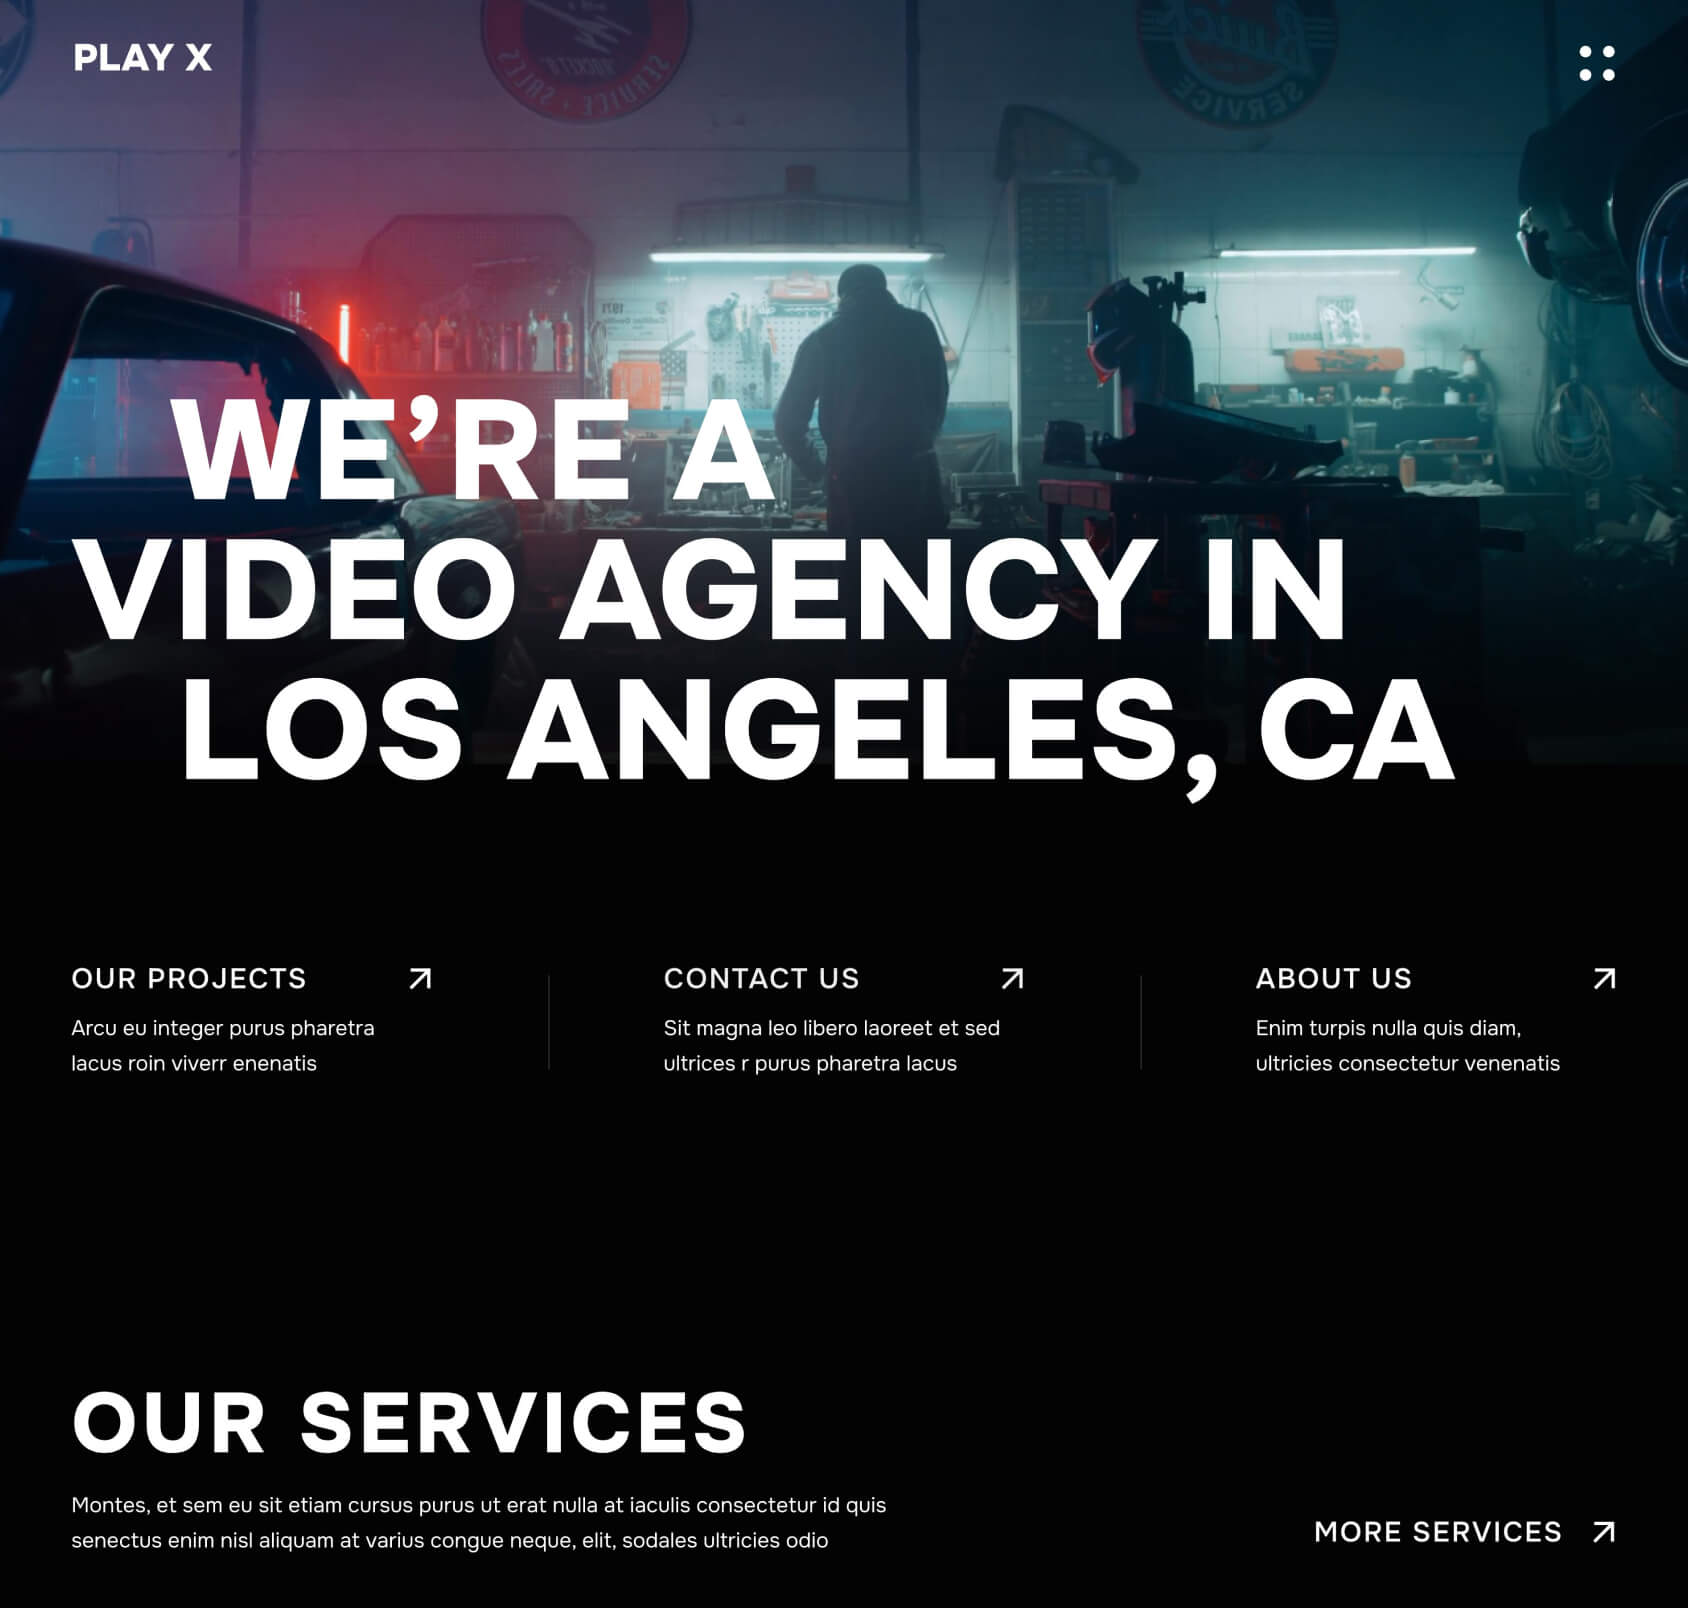 PLAY X
SERVICE
SERVICE • SALES
WE’RE A
VIDEO AGENCY IN
LOS ANGELES, CA
OUR PROJECTS
Arcu eu integer purus pharetra
lacus roin viverr enenatis
CONTACT US
Sit magna leo libero laoreet et sed
ultrices r purus pharetra lacus
ABOUT US
Enim turpis nulla quis diam,
ultricies consectetur venenatis
OUR SERVICES
Montes, et sem eu sit etiam cursus purus ut erat nulla at iaculis consectetur id quis
senectus enim nisl aliquam at varius congue neque, elit, sodales ultricies odio
MORE SERVICES